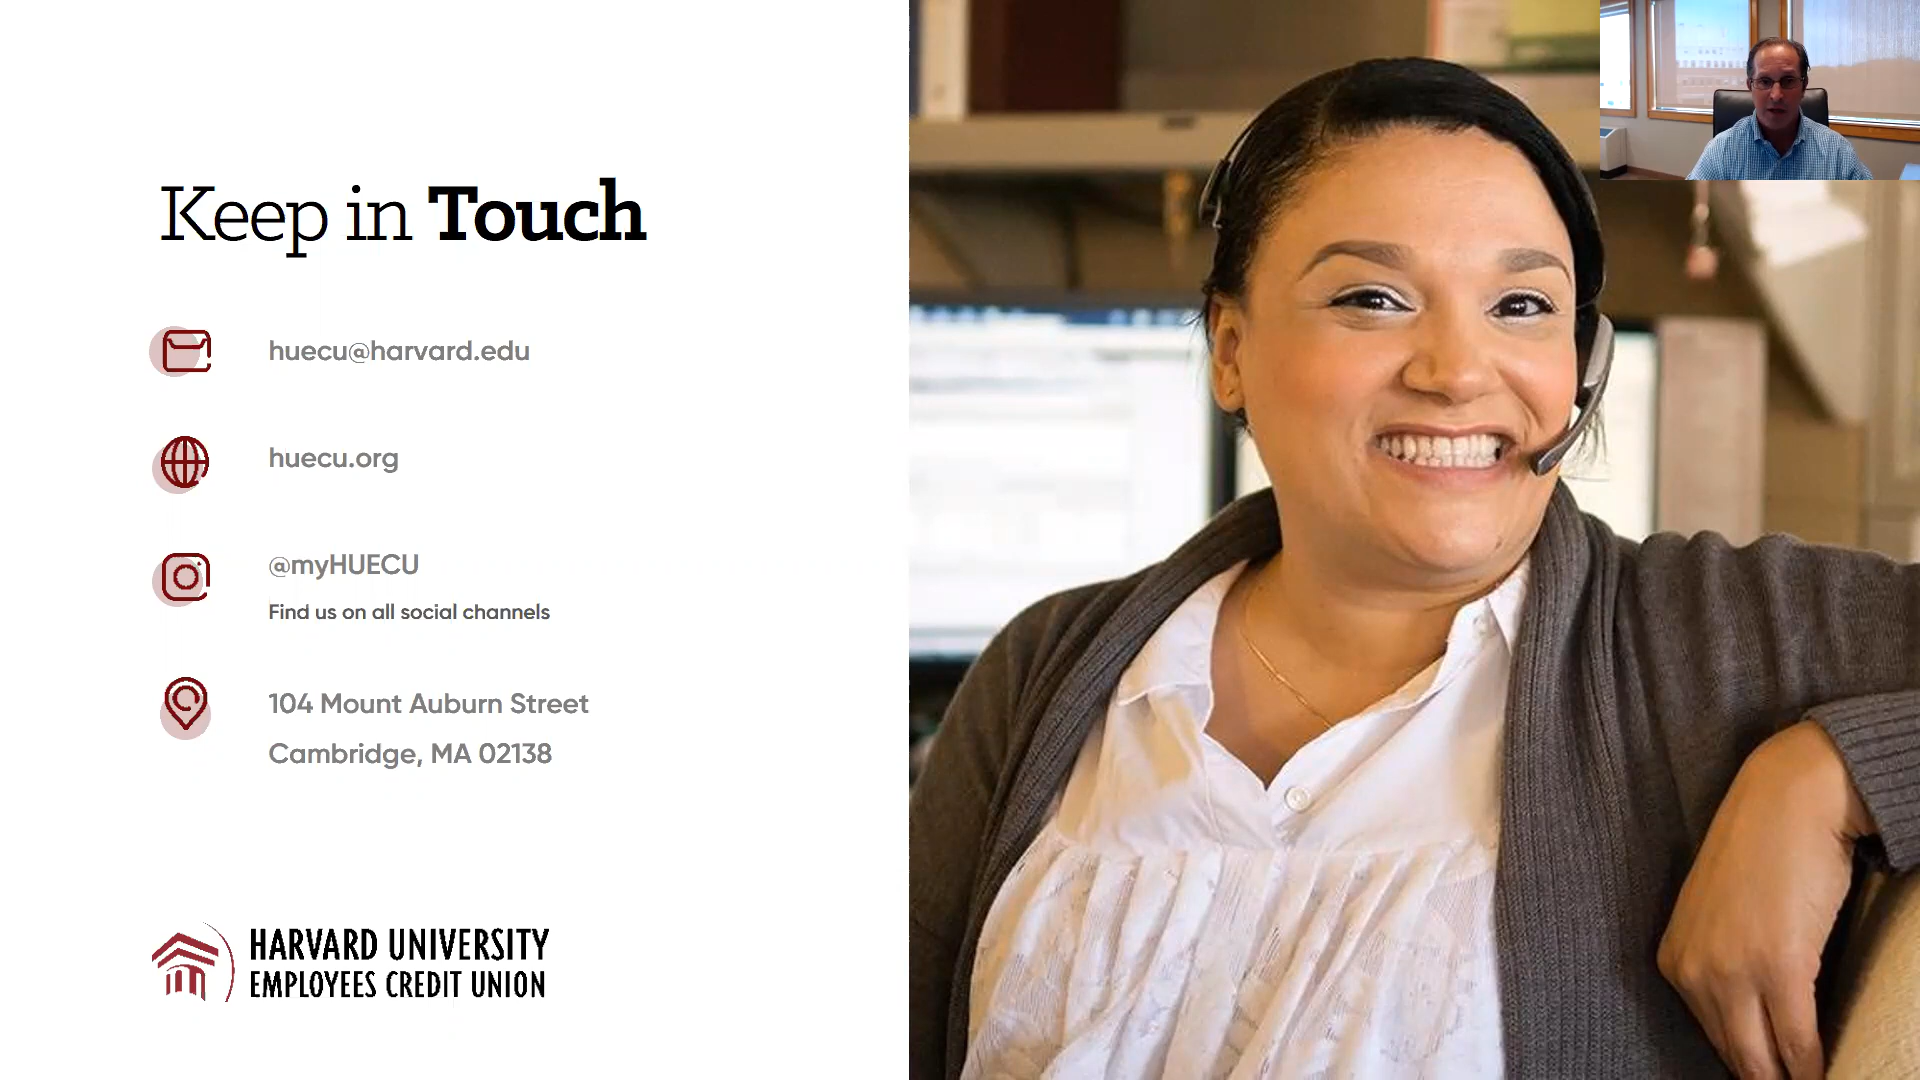 Keep in Touch
huecu@harvard.edu
huecu.org
@myHUECU
Find us on all social channels
104 Mount Auburn Street
Cambridge, MA 02138
HARVARD UNIVERSITY
EMPLOYEES CREDIT UNION